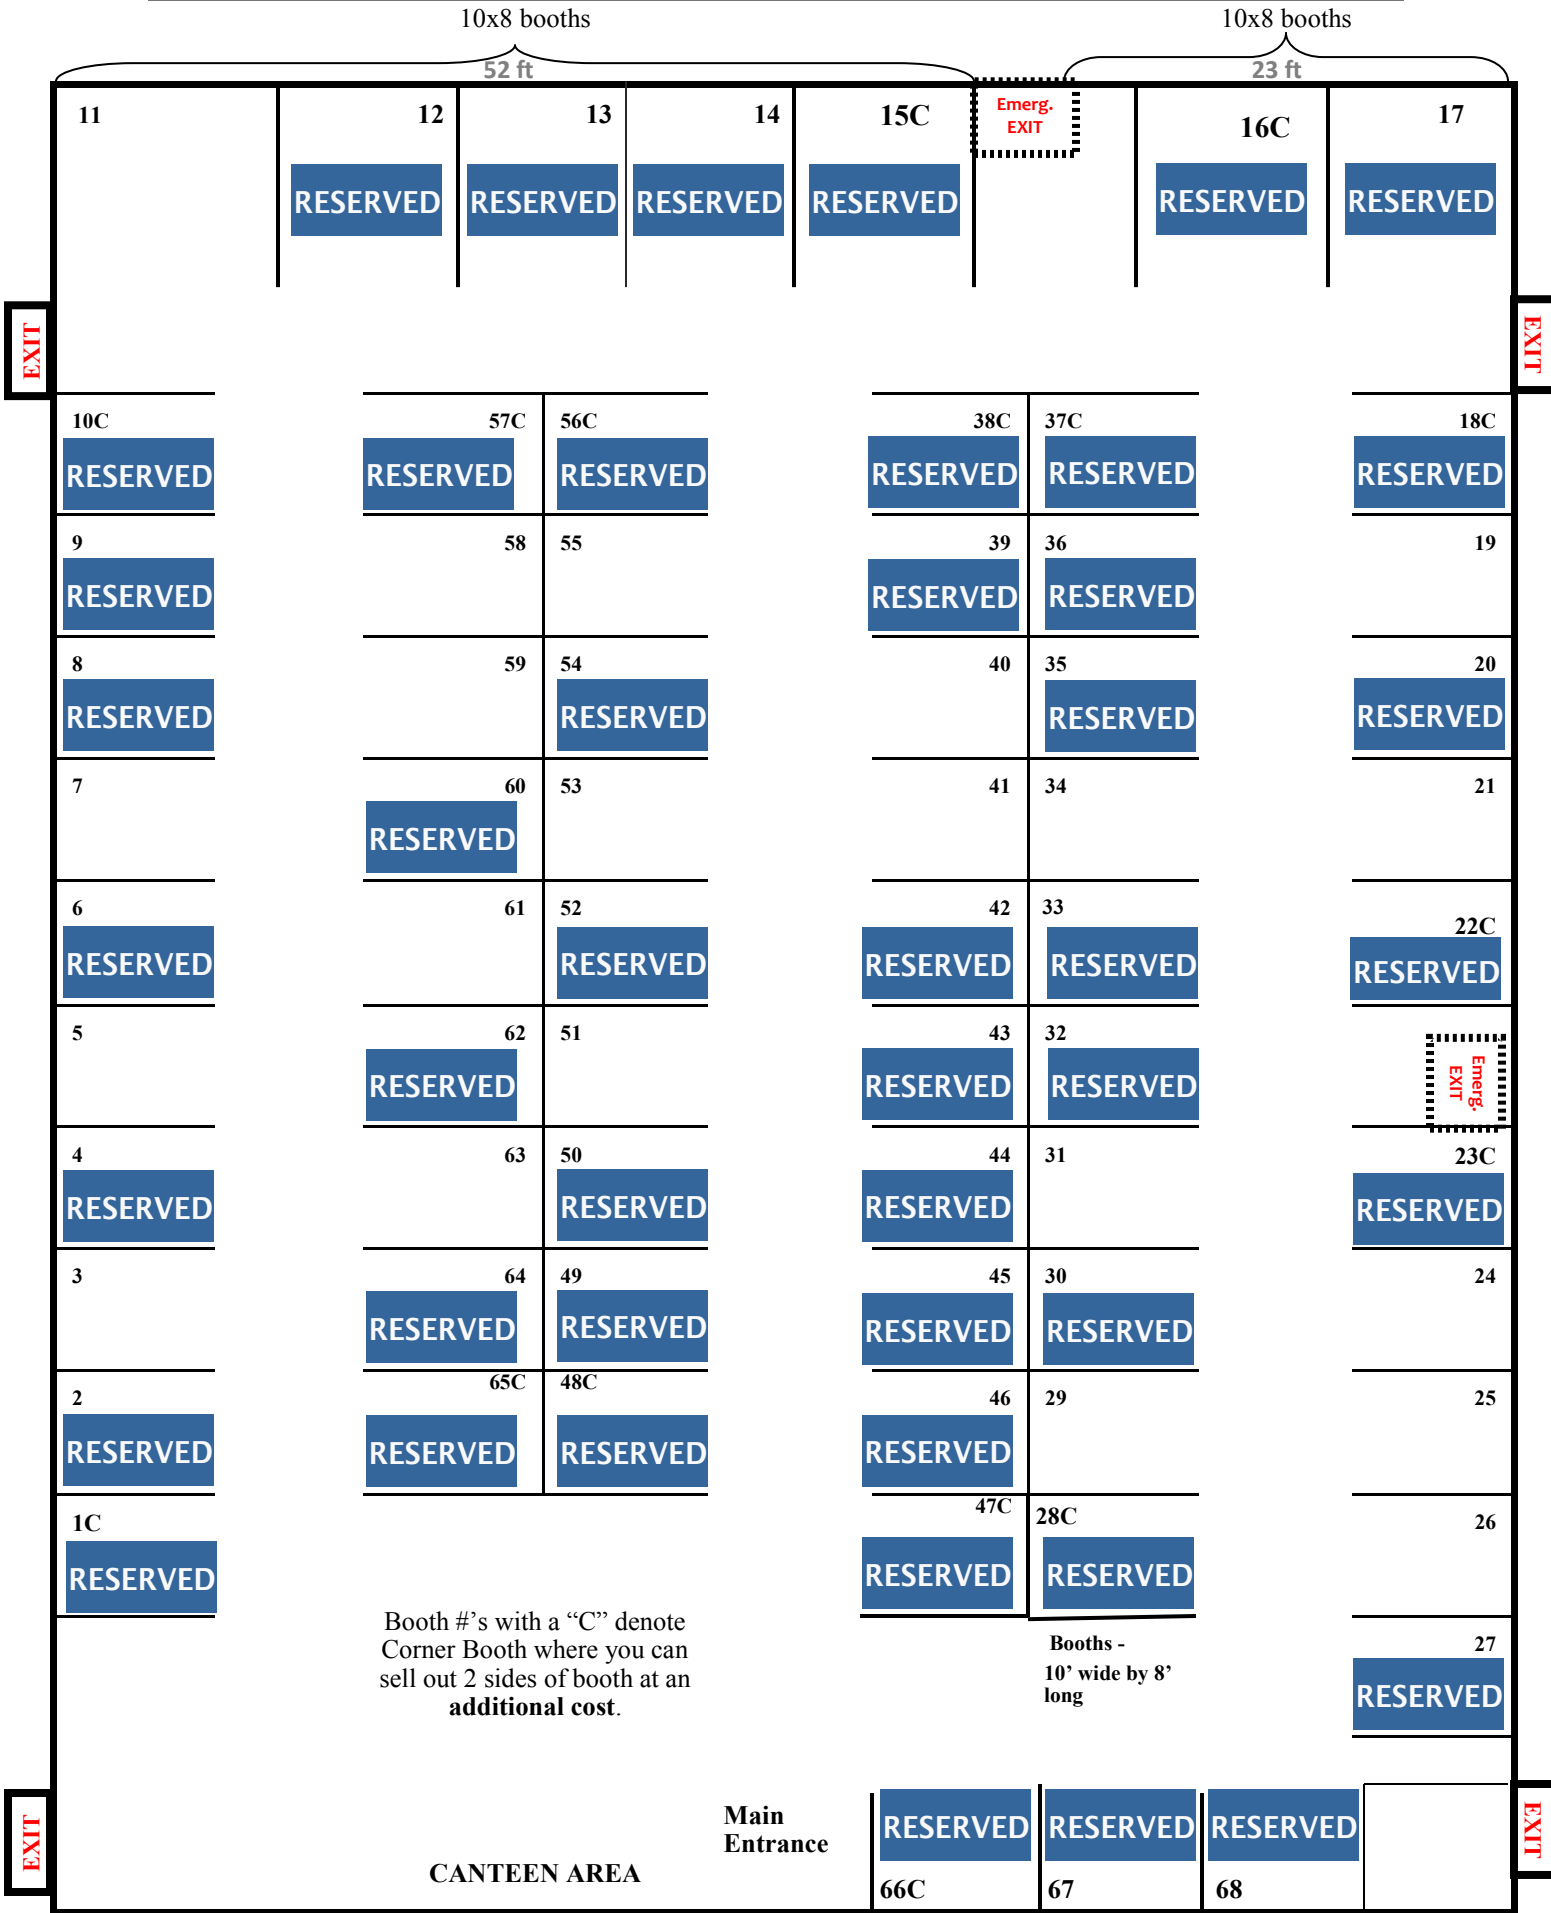 10x8 booths 10x8 booths
52 ft 23 ft
11 12 13 14 15C Emerg. EXIT 16C 17
RESERVED RESERVED RESERVED RESERVED RESERVED RESERVED
EXIT EXIT
10C 57C 56C 38C 37C 18C
RESERVED RESERVED RESERVED RESERVED RESERVED RESERVED
9 58 55 39 36 19
RESERVED RESERVED RESERVED
8 59 54 40 35 20
RESERVED RESERVED RESERVED RESERVED
7 60 53 41 34 21
RESERVED
6 61 52 42 33 22C
RESERVED RESERVED RESERVED RESERVED RESERVED
5 62 51 43 32 Emerg. EXIT
RESERVED RESERVED RESERVED
4 63 50 44 31 23C
RESERVED RESERVED RESERVED RESERVED
3 64 49 45 30 24
RESERVED RESERVED RESERVED RESERVED
2 65C 48C 46 29 25
RESERVED RESERVED RESERVED RESERVED
1C 47C 28C 26
RESERVED RESERVED RESERVED
Booth #’s with a “C” denote
Corner Booth where you can
sell out 2 sides of booth at an
additional cost.
Booths -
10’ wide by 8’
long
27
RESERVED
Main
Entrance
CANTEEN AREA
RESERVED RESERVED RESERVED
66C 67 68
EXIT EXIT